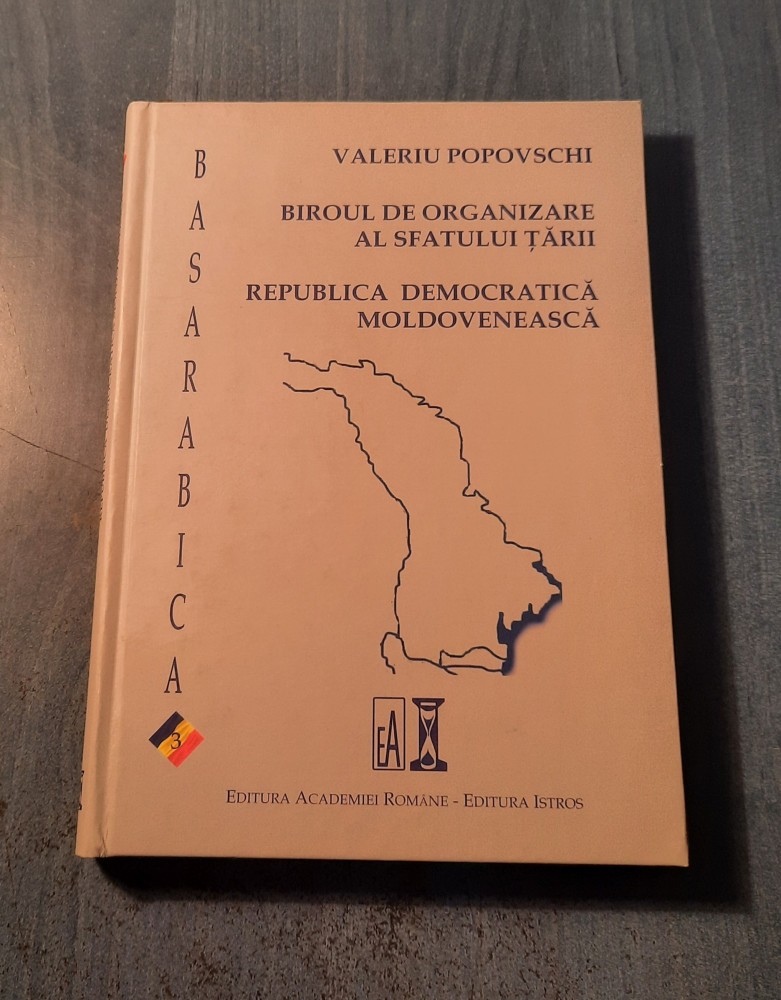 VALERIU POPOVSCHI
BIROUL DE ORGANIZARE
AL SFATULUI ȚĂRII
REPUBLICA DEMOCRATICĂ
MOLDOVENEASCĂ
BASARABICA
3
EA
EDITURA ACADEMIEI ROMÂNE - EDITURA ISTROS